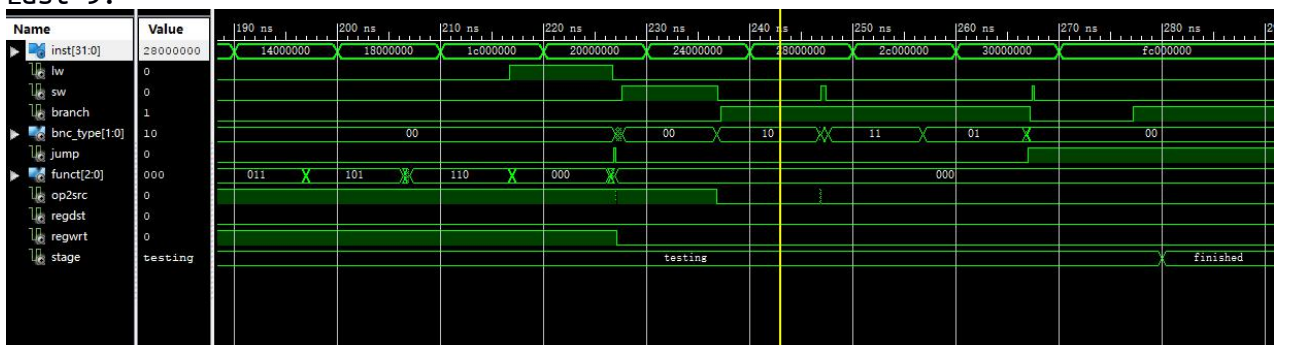 Last 9:
Name Value 190 ns 200 ns 210 ns 220 ns 230 ns 240 ns 250 ns 260 ns 270 ns 280 ns
inst[31:0] 28000000 14000000 18000000 1c000000 20000000 24000000 28000000 2c000000 30000000 fc000000
lw 0
sw 0
branch 1
bnc_type[1:0] 10 00 00 10 11 01 00
jump 0
funct[2:0] 000 011 101 110 000 000
op2src 0
regdst 0
regwrt 0
stage testing testing finished